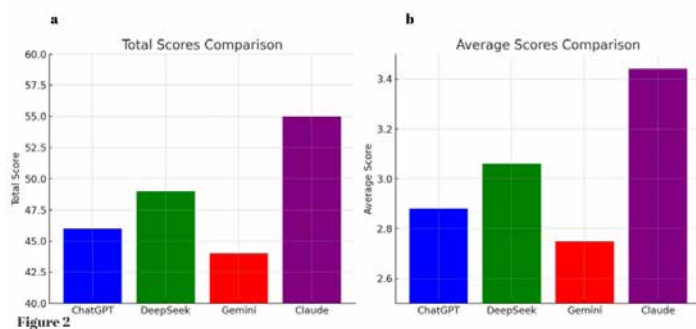 a
Total Scores Comparison
60.0
57.5
55.0
52.5
50.0
47.5
45.0
42.5
40.0
Total Score
ChatGPT DeepSeek Gemini Claude
b
Average Scores Comparison
3.4
3.2
3.0
2.8
2.6
Average Score
ChatGPT DeepSeek Gemini Claude
Figure 2